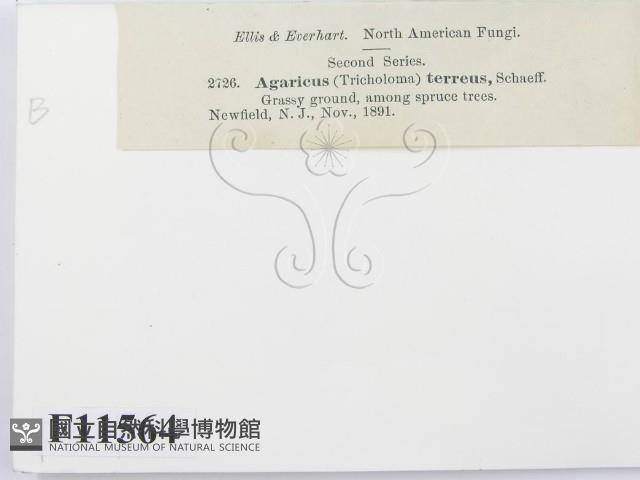 Ellis & Everhart. North American Fungi.
Second Series.
2726. Agaricus (Tricholoma) terreus, Schaeff.
Grassy ground, among spruce trees.
Newfield, N. J., Nov., 1891.
B
F11564
國立自然科學博物館
NATIONAL MUSEUM OF NATURAL SCIENCE